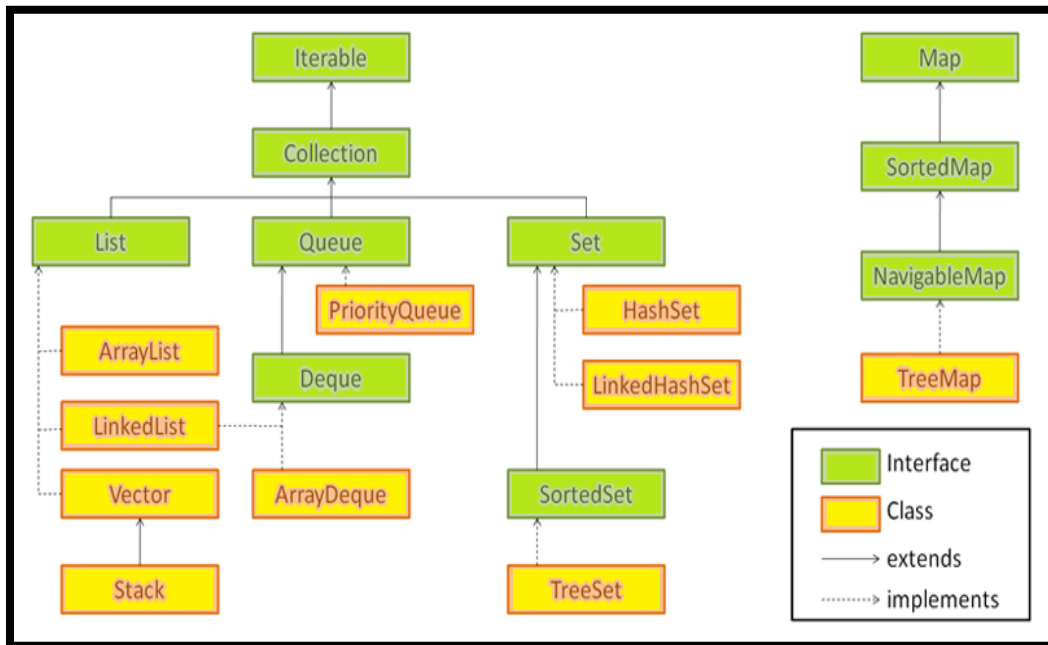 Iterable
Map
Collection
SortedMap
List
Queue
Set
NavigableMap
PriorityQueue
HashSet
ArrayList
Deque
LinkedHashSet
TreeMap
LinkedList
Vector
ArrayDeque
SortedSet
Stack
TreeSet
Interface
Class
extends
implements